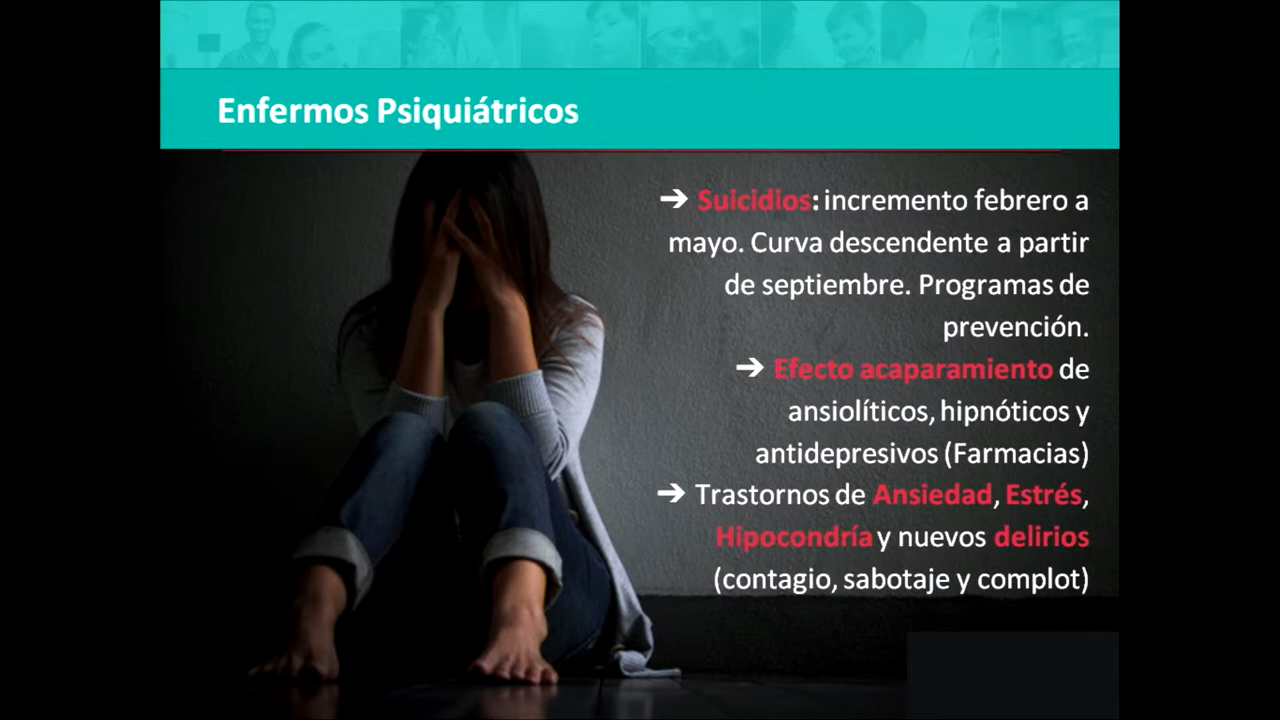 Enfermos Psiquiátricos
➔ Suicidios: incremento febrero a
mayo. Curva descendente a partir
de septiembre. Programas de
prevención.
➔ Efecto acaparamiento de
ansiolíticos, hipnóticos y
antidepresivos (Farmacias)
➔ Trastornos de Ansiedad, Estrés,
Hipocondría y nuevos delirios
(contagio, sabotaje y complot)